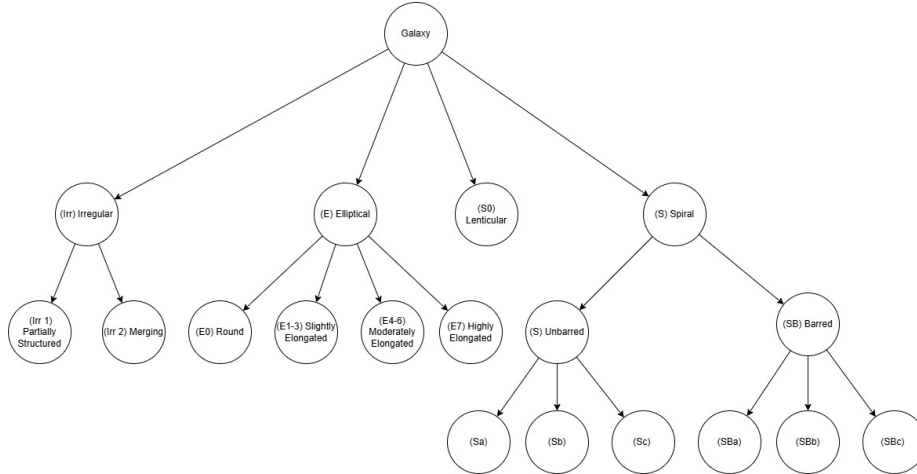 Galaxy
(Irr) Irregular
(E) Elliptical
(S0)
Lenticular
(S) Spiral
(Irr 1)
Partially
Structured
(Irr 2) Merging
(E0) Round
(E1-3) Slightly
Elongated
(E4-6)
Moderately
Elongated
(E7) Highly
Elongated
(S) Unbarred
(SB) Barred
(Sa)
(Sb)
(Sc)
(SBa)
(SBb)
(SBc)